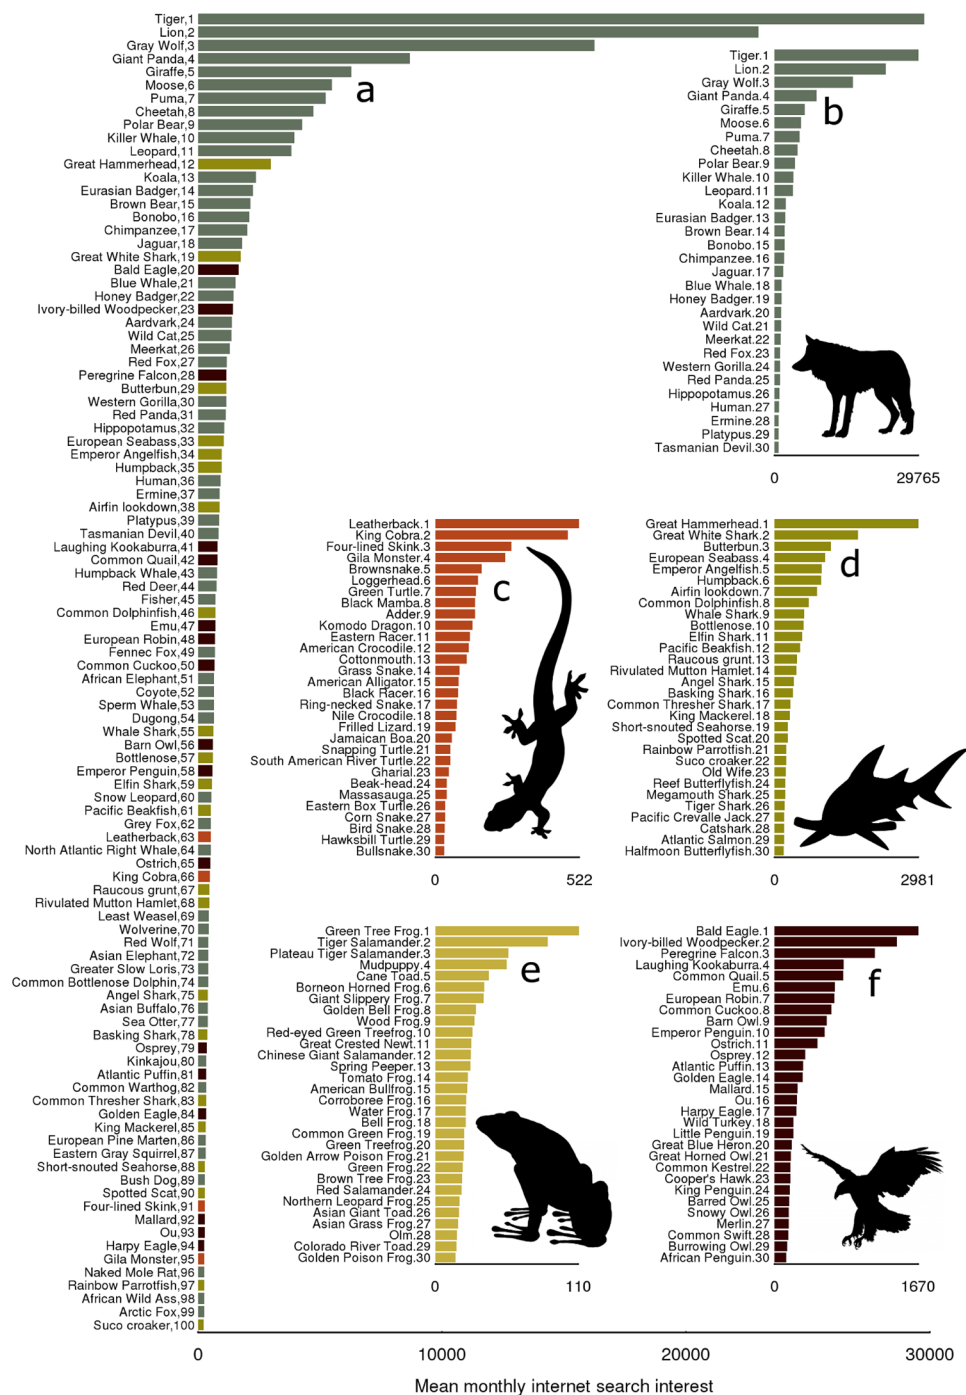 Tiger,1
Lion,2
Gray Wolf,3
Giant Panda,4
Giraffe,5
Moose,6
Puma,7
Cheetah,8
Polar Bear,9
Killer Whale,10
Leopard,11
Great Hammerhead,12
Koala,13
Eurasian Badger,14
Brown Bear,15
Bonobo,16
Chimpanzee,17
Jaguar,18
Great White Shark,19
Bald Eagle,20
Blue Whale,21
Honey Badger,22
Ivory-billed Woodpecker,23
Aardvark,24
Wild Cat,25
Meerkat,26
Red Fox,27
Peregrine Falcon,28
Butterbun,29
Western Gorilla,30
Red Panda,31
Hippopotamus,32
European Seabass,33
Emperor Angelfish,34
Humpback,35
Human,36
Ermine,37
Airfin lookdown,38
Platypus,39
Tasmanian Devil,40
Laughing Kookaburra,41
Common Quail,42
Humpback Whale,43
Red Deer,44
Fisher,45
Common Dolphinfish,46
Emu,47
European Robin,48
Fennec Fox,49
Common Cuckoo,50
African Elephant,51
Coyote,52
Sperm Whale,53
Dugong,54
Whale Shark,55
Barn Owl,56
Bottlenose,57
Emperor Penguin,58
Elfin Shark,59
Snow Leopard,60
Pacific Beakfish,61
Grey Fox,62
Leatherback,63
North Atlantic Right Whale,64
Ostrich,65
King Cobra,66
Raucous grunt,67
Rivulated Mutton Hamlet,68
Least Weasel,69
Wolverine,70
Red Wolf,71
Asian Elephant,72
Greater Slow Loris,73
Common Bottlenose Dolphin,74
Angel Shark,75
Asian Buffalo,76
Sea Otter,77
Basking Shark,78
Osprey,79
Kinkajou,80
Atlantic Puffin,81
Common Warthog,82
Common Thresher Shark,83
Golden Eagle,84
King Mackerel,85
European Pine Marten,86
Eastern Gray Squirrel,87
Short-snouted Seahorse,88
Bush Dog,89
Spotted Scat,90
Four-lined Skink,91
Mallard,92
Ou,93
Harpy Eagle,94
Gila Monster,95
Naked Mole Rat,96
Rainbow Parrotfish,97
African Wild Ass,98
Arctic Fox,99
Suco croaker,100
0 10000 20000 30000
Mean monthly internet search interest
a
Tiger.1
Lion.2
Gray Wolf.3
Giant Panda.4
Giraffe.5
Moose.6
Puma.7
Cheetah.8
Polar Bear.9
Killer Whale.10
Leopard.11
Koala.12
Eurasian Badger.13
Brown Bear.14
Bonobo.15
Chimpanzee.16
Jaguar.17
Blue Whale.18
Honey Badger.19
Aardvark.20
Wild Cat.21
Meerkat.22
Red Fox.23
Western Gorilla.24
Red Panda.25
Hippopotamus.26
Human.27
Ermine.28
Platypus.29
Tasmanian Devil.30
0 29765
b
Leatherback.1
King Cobra.2
Four-lined Skink.3
Gila Monster.4
Brownsnake.5
Loggerhead.6
Green Turtle.7
Black Mamba.8
Adder.9
Komodo Dragon.10
Eastern Racer.11
American Crocodile.12
Cottonmouth.13
Grass Snake.14
American Alligator.15
Black Racer.16
Ring-necked Snake.17
Nile Crocodile.18
Frilled Lizard.19
Jamaican Boa.20
Snapping Turtle.21
South American River Turtle.22
Gharial.23
Beak-head.24
Massasauga.25
Eastern Box Turtle.26
Corn Snake.27
Bird Snake.28
Hawksbill Turtle.29
Bullsnake.30
0 522
c
Great Hammerhead.1
Great White Shark.2
Butterbun.3
European Seabass.4
Emperor Angelfish.5
Humpback.6
Airfin lookdown.7
Common Dolphinfish.8
Whale Shark.9
Bottlenose.10
Elfin Shark.11
Pacific Beakfish.12
Raucous grunt.13
Rivulated Mutton Hamlet.14
Angel Shark.15
Basking Shark.16
Common Thresher Shark.17
King Mackerel.18
Short-snouted Seahorse.19
Spotted Scat.20
Rainbow Parrotfish.21
Suco croaker.22
Old Wife.23
Reef Butterflyfish.24
Megamouth Shark.25
Tiger Shark.26
Pacific Crevalle Jack.27
Catshark.28
Atlantic Salmon.29
Halfmoon Butterflyfish.30
0 2981
d
Green Tree Frog.1
Tiger Salamander.2
Plateau Tiger Salamander.3
Mudpuppy.4
Cane Toad.5
Borneon Horned Frog.6
Giant Slippery Frog.7
Golden Bell Frog.8
Wood Frog.9
Red-eyed Green Treefrog.10
Great Crested Newt.11
Chinese Giant Salamander.12
Spring Peeper.13
Tomato Frog.14
American Bullfrog.15
Corroboree Frog.16
Water Frog.17
Bell Frog.18
Common Green Frog.19
Green Treefrog.20
Golden Arrow Poison Frog.21
Green Frog.22
Brown Tree Frog.23
Red Salamander.24
Northern Leopard Frog.25
Asian Giant Toad.26
Asian Grass Frog.27
Olm.28
Colorado River Toad.29
Golden Poison Frog.30
0 110
e
Bald Eagle.1
Ivory-billed Woodpecker.2
Peregrine Falcon.3
Laughing Kookaburra.4
Common Quail.5
Emu.6
European Robin.7
Common Cuckoo.8
Barn Owl.9
Emperor Penguin.10
Ostrich.11
Osprey.12
Atlantic Puffin.13
Golden Eagle.14
Mallard.15
Ou.16
Harpy Eagle.17
Wild Turkey.18
Little Penguin.19
Great Blue Heron.20
Great Horned Owl.21
Common Kestrel.22
Cooper's Hawk.23
King Penguin.24
Barred Owl.25
Snowy Owl.26
Merlin.27
Common Swift.28
Burrowing Owl.29
African Penguin.30
0 1670
f